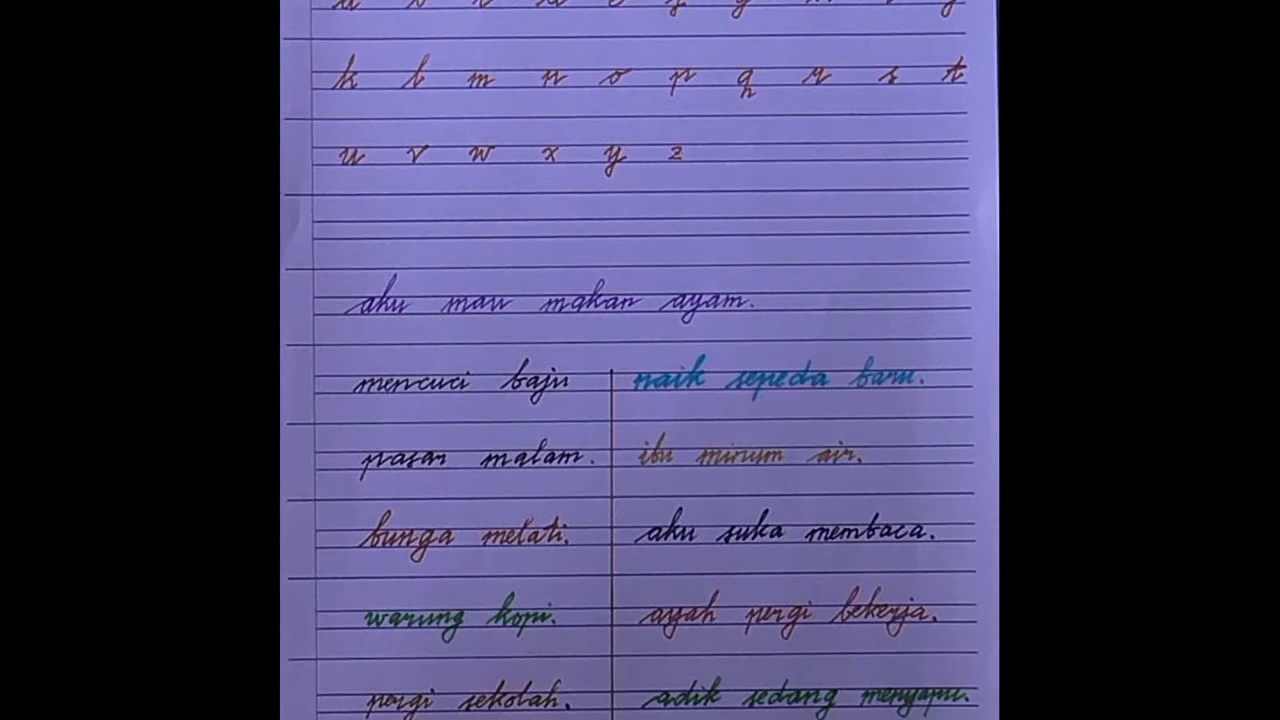 k l m n o p q r s t
u v w x y z
aku mau makan ayam.
mencuci baju
pasar malam.
bunga melati.
warung kopi.
pergi sekolah.
naik sepeda baru.
ibu minum air.
aku suka membaca.
ayah pergi bekerja.
adik sedang menyapu.